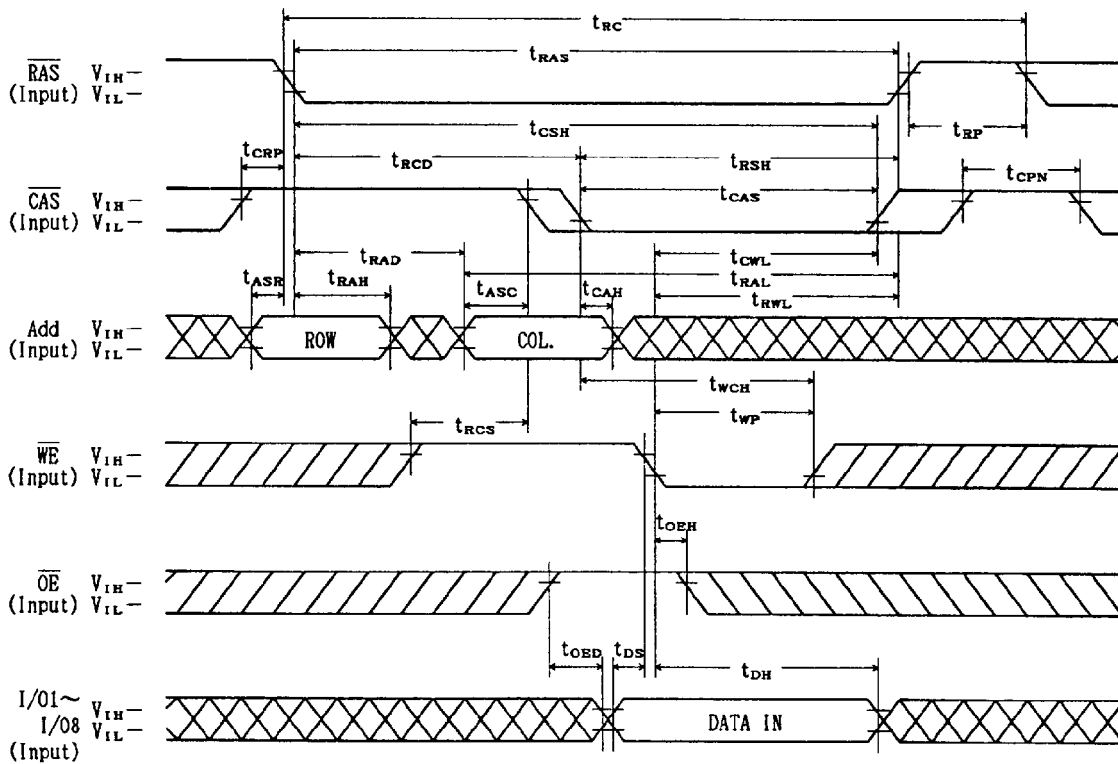 tRC
tRAS
RAS VIH—
(Input) VIL—
tCSH
tRP
tCRP tRCD tRSH
tCPN
CAS VIH—
(Input) VIL—
tCAS
tRAD tCWL
tRAL
tASR tRAH tASC tCAH
tRWL
Add VIH—
(Input) VIL—
ROW COL.
tWCH
tWP
tRCS
WE VIH—
(Input) VIL—
tOEH
OE VIH—
(Input) VIL—
tOED tDS tDH
I/O1~ VIH—
I/O8 VIL—
(Input)
DATA IN